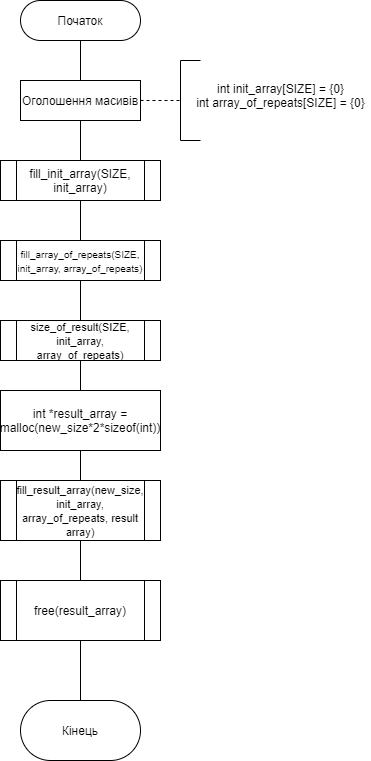 Початок
Оголошення масивів
int init_array[SIZE] = {0}
int array_of_repeats[SIZE] = {0}
fill_init_array(SIZE,
init_array)
fill_array_of_repeats(SIZE,
init_array, array_of_repeats)
size_of_result(SIZE,
init_array,
array_of_repeats)
int *result_array =
malloc(new_size*2*sizeof(int))
fill_result_array(new_size,
init_array,
array_of_repeats, result
array)
free(result_array)
Кінець